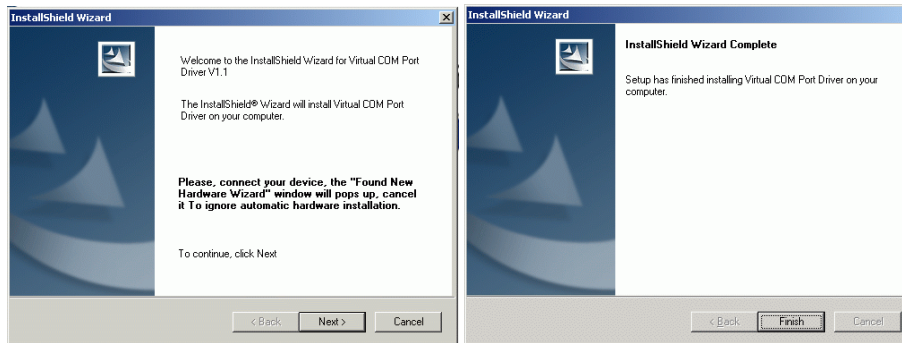 InstallShield Wizard
Welcome to the InstallShield Wizard for Virtual COM Port
Driver V1.1
The InstallShield® Wizard will install Virtual COM Port
Driver on your computer.
Please, connect your device, the "Found New
Hardware Wizard" window will pops up, cancel
it To ignore automatic hardware installation.
To continue, click Next
< Back
Next >
Cancel
InstallShield Wizard
InstallShield Wizard Complete
Setup has finished installing Virtual COM Port Driver on your
computer.
< Back
Finish
Cancel